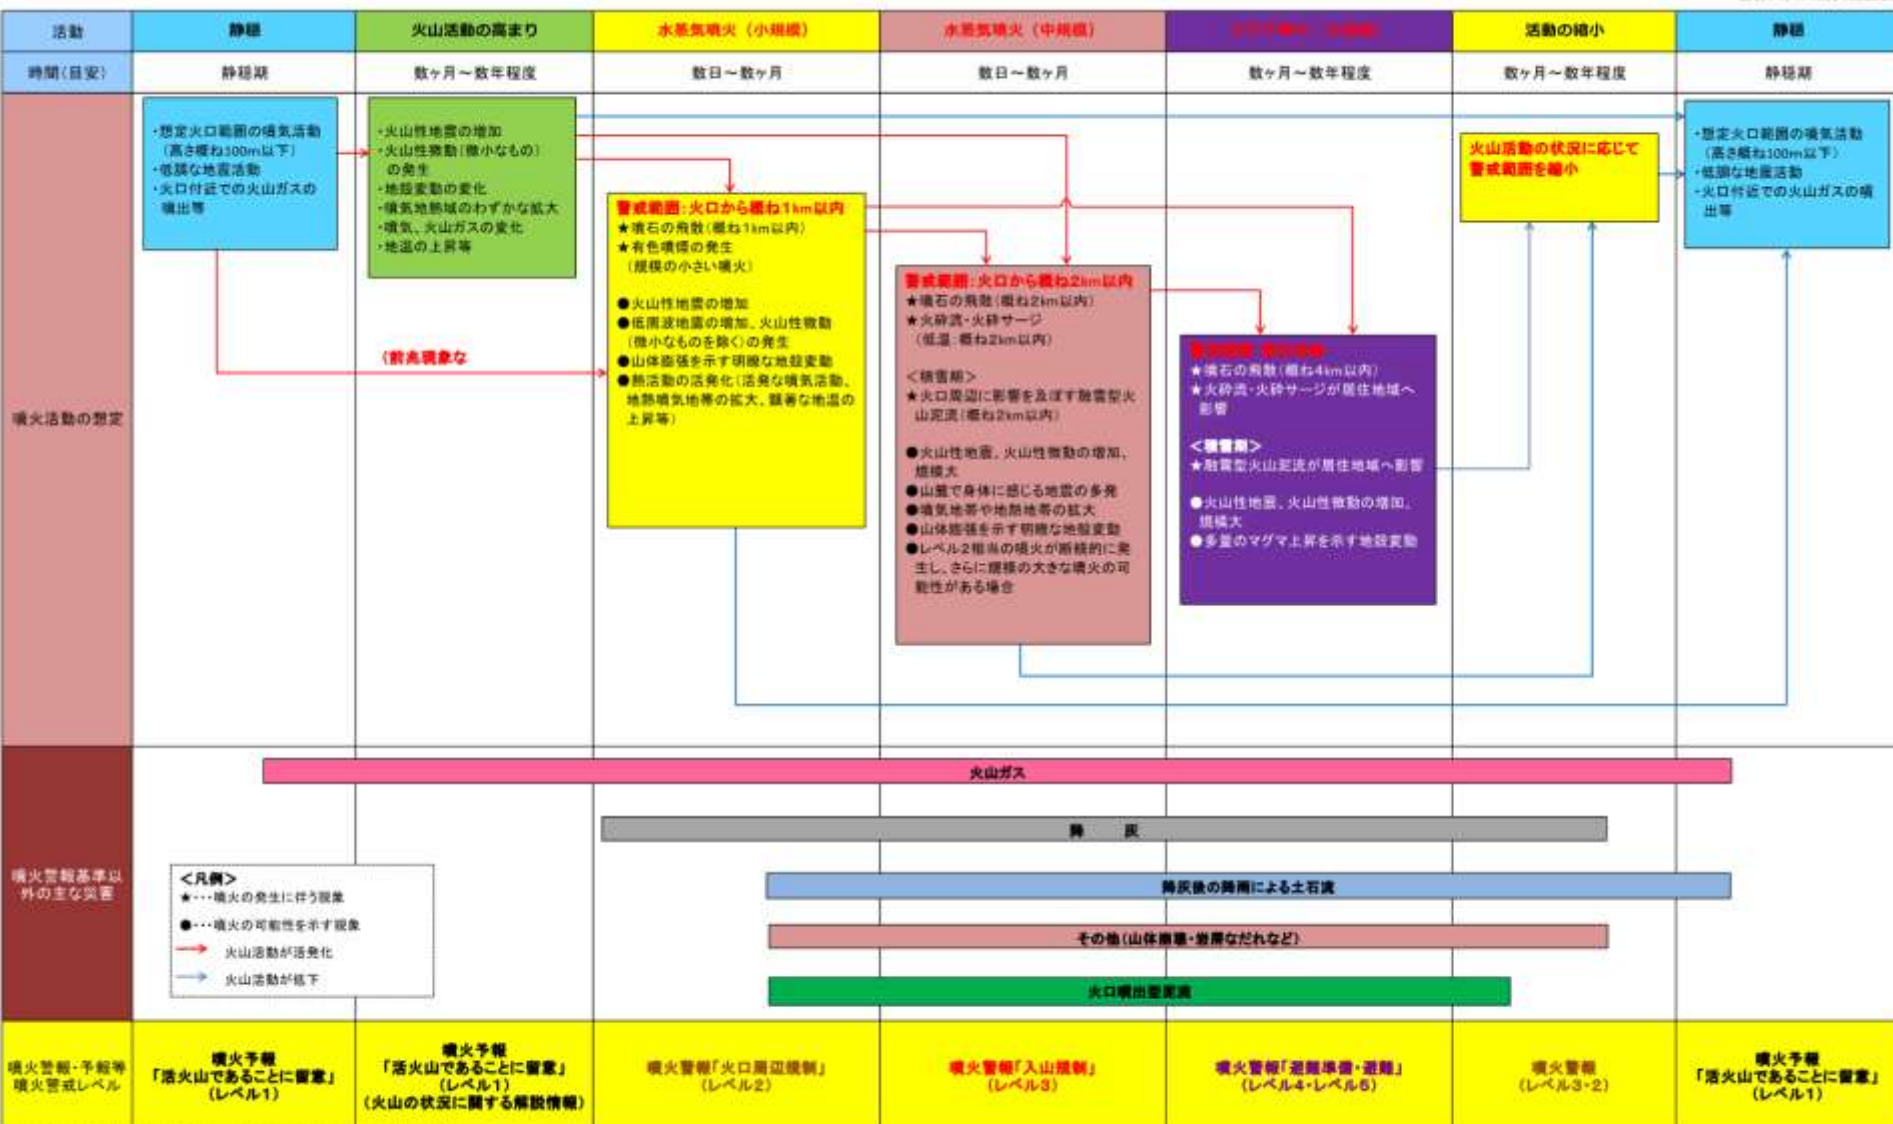 活動
静穏
火山活動の高まり
水蒸気噴火（小規模）
水蒸気噴火（中規模）
活動の縮小
静穏
時間（目安）
静穏期
数ヶ月～数年程度
数日～数ヶ月
数日～数ヶ月
数ヶ月～数年程度
数ヶ月～数年程度
静穏期
噴火活動の想定
・想定火口範囲の噴気活動
（高さ概ね100m以下）
・低調な地震活動
・火口付近での火山ガスの
噴出等
・火山性地震の増加
・火山性微動（微小なもの）
の発生
・地殻変動の変化
・噴気地熱域のわずかな拡大
・噴気、火山ガスの変化
・地温の上昇等
（前兆現象な
警戒範囲：火口から概ね1km以内
★噴石の飛散（概ね1km以内）
★有色噴煙の発生
（規模の小さい噴火）
●火山性地震の増加
●低周波地震の増加、火山性微動
（微小なものを除く）の発生
●山体膨張を示す明瞭な地殻変動
●熱活動の活発化（活発な噴気活動、
地熱噴気地帯の拡大、顕著な地温の
上昇等）
警戒範囲：火口から概ね2km以内
★噴石の飛散（概ね2km以内）
★火砕流・火砕サージ
（低温：概ね2km以内）
＜積雪期＞
★火口周辺に影響を及ぼす融雪型火
山泥流（概ね2km以内）
●火山性地震、火山性微動の増加、
規模大
●山麓で身体に感じる地震の多発
●噴気地帯や地熱地帯の拡大
●山体膨張を示す明瞭な地殻変動
●レベル2相当の噴火が断続的に発
生し、さらに規模の大きな噴火の可
能性がある場合
★噴石の飛散（概ね4km以内）
★火砕流・火砕サージが居住地域へ
影響
＜積雪期＞
★融雪型火山泥流が居住地域へ影響
●火山性地震、火山性微動の増加、
規模大
●多量のマグマ上昇を示す地殻変動
火山活動の状況に応じて
警戒範囲を縮小
・想定火口範囲の噴気活動
（高さ概ね100m以下）
・低調な地震活動
・火口付近での火山ガスの噴
出等
噴火警報基準以
外の主な災害
火山ガス
降　灰
降灰後の降雨による土石流
その他（山体崩壊・岩屑なだれなど）
火口噴出型泥流
＜凡例＞
★・・・噴火の発生に伴う現象
●・・・噴火の可能性を示す現象
火山活動が活発化
火山活動が低下
噴火警報・予報等
噴火警戒レベル
噴火予報
「活火山であることに留意」
（レベル1）
噴火予報
「活火山であることに留意」
（レベル1）
（火山の状況に関する解説情報）
噴火警報「火口周辺規制」
（レベル2）
噴火警報「入山規制」
（レベル3）
噴火警報「避難準備・避難」
（レベル4・レベル5）
噴火警報
（レベル3・2）
噴火予報
「活火山であることに留意」
（レベル1）